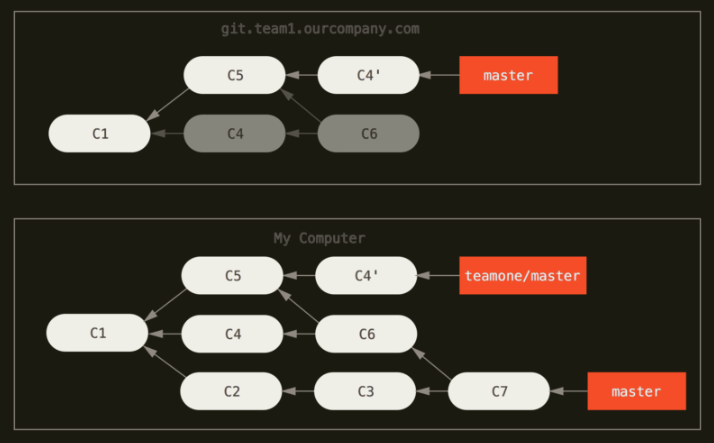 git.team1.ourcompany.com
C5 C4' master
C1 C4 C6
My Computer
C5 C4' teamone/master
C1 C4 C6
C2 C3 C7 master